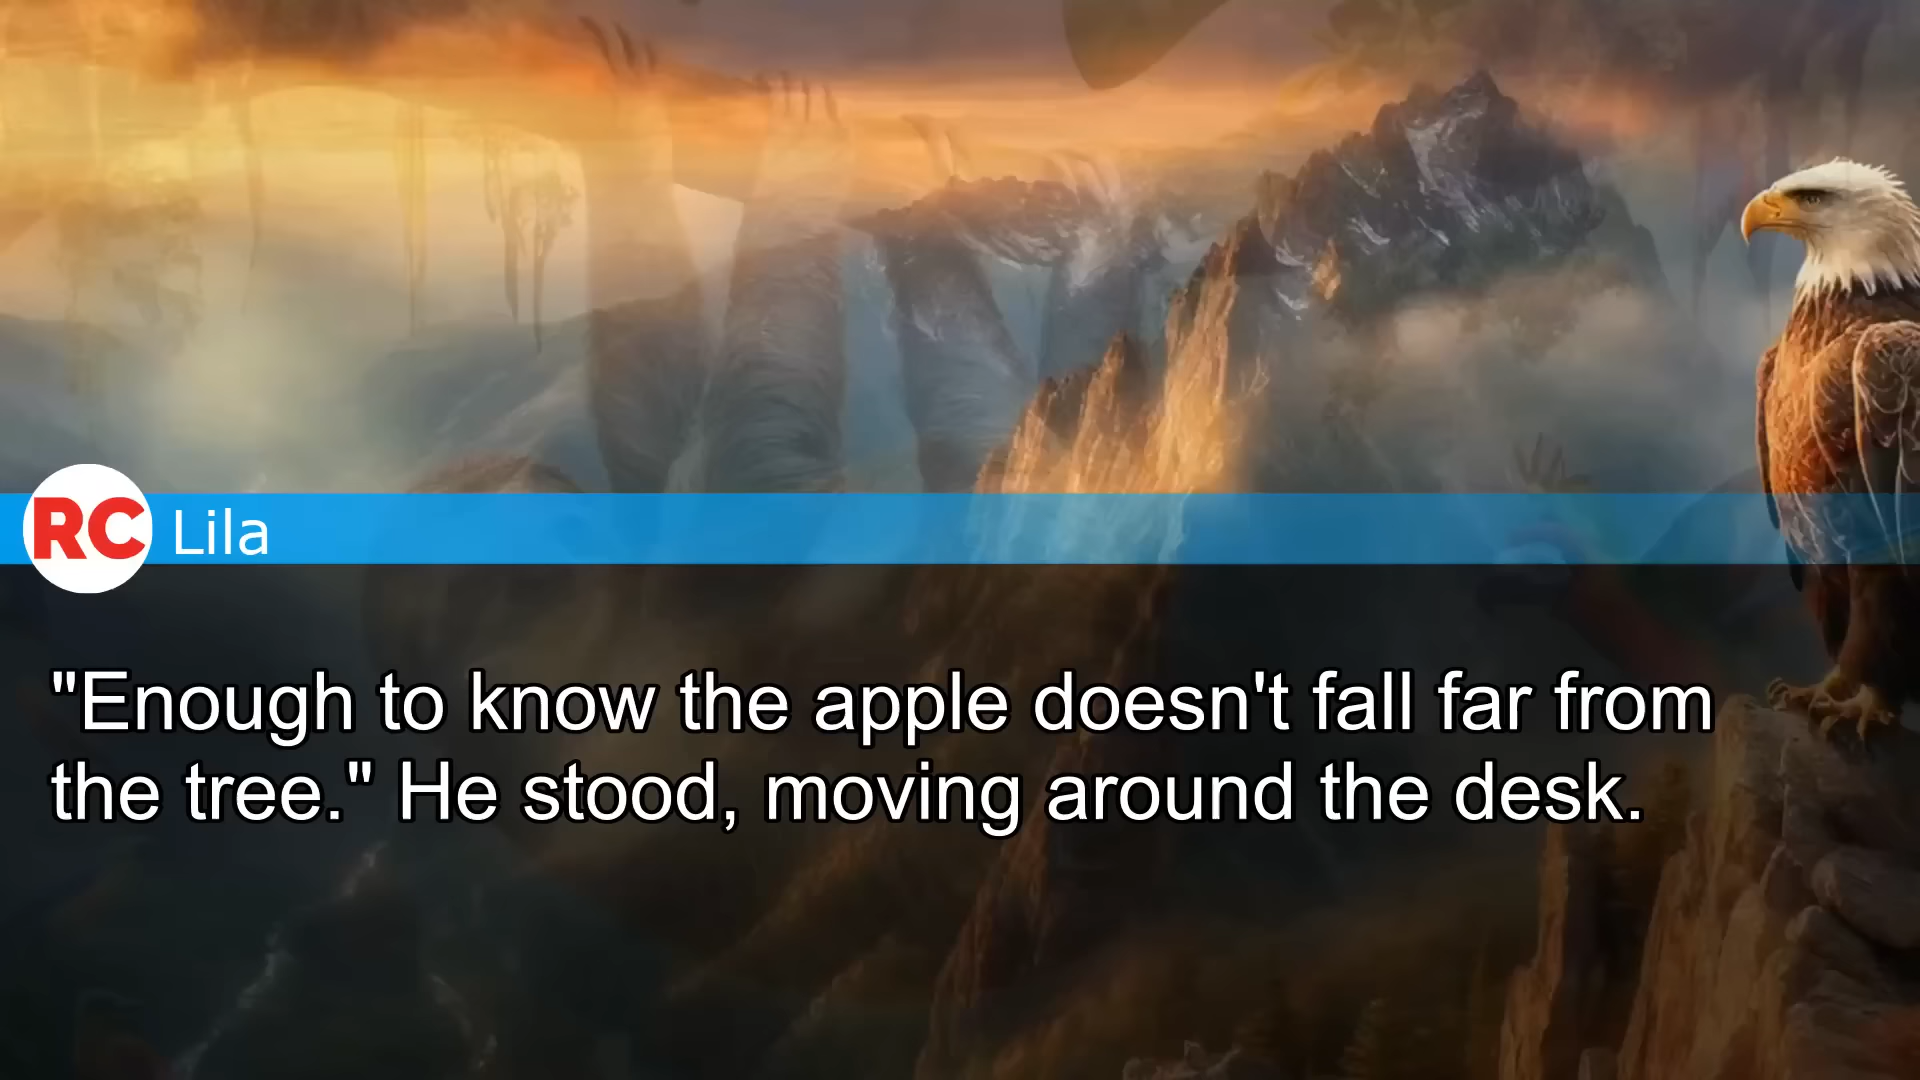 RC Lila
"Enough to know the apple doesn't fall far from
the tree." He stood, moving around the desk.